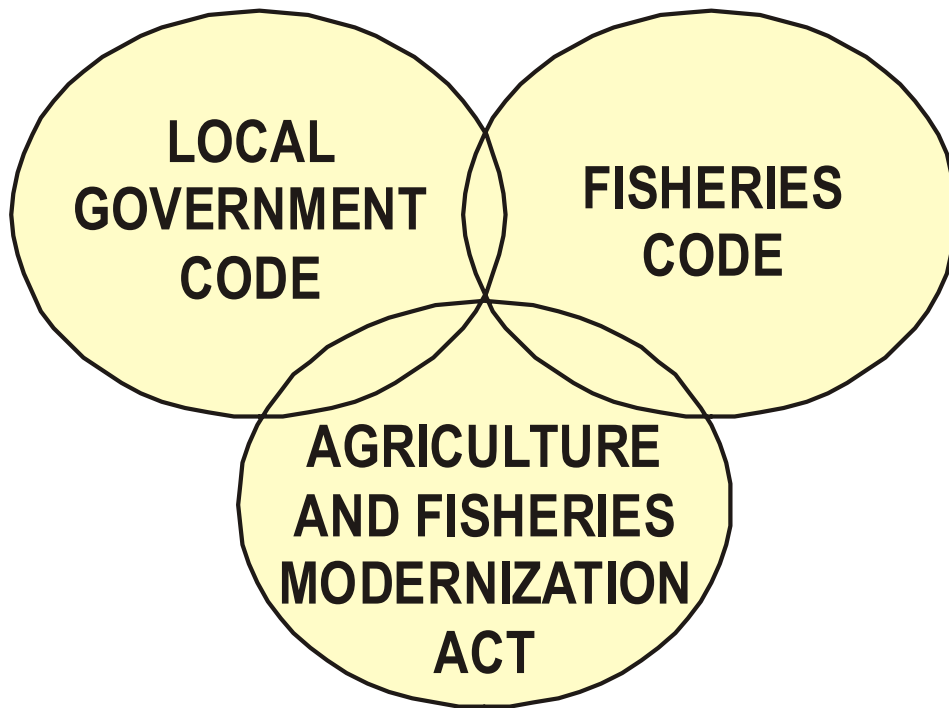 LOCAL
GOVERNMENT
CODE
FISHERIES
CODE
AGRICULTURE
AND FISHERIES
MODERNIZATION
ACT